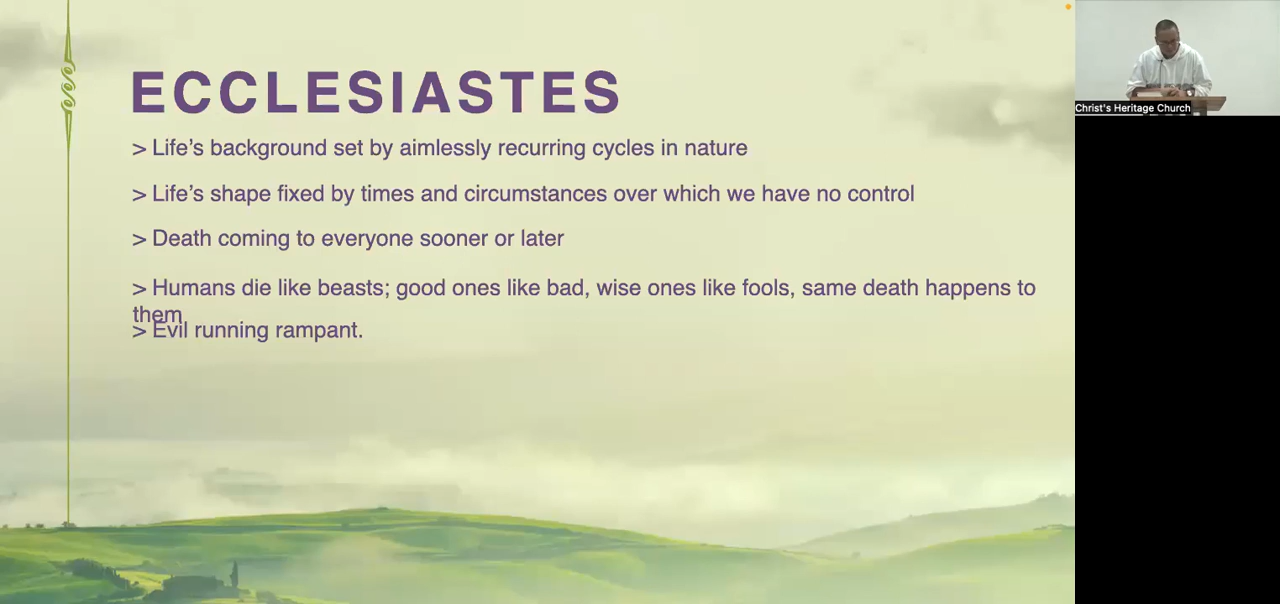 ECCLESIASTES
> Life’s background set by aimlessly recurring cycles in nature
> Life’s shape fixed by times and circumstances over which we have no control
> Death coming to everyone sooner or later
> Humans die like beasts; good ones like bad, wise ones like fools, same death happens to
them
> Evil running rampant.
Christ's Heritage Church